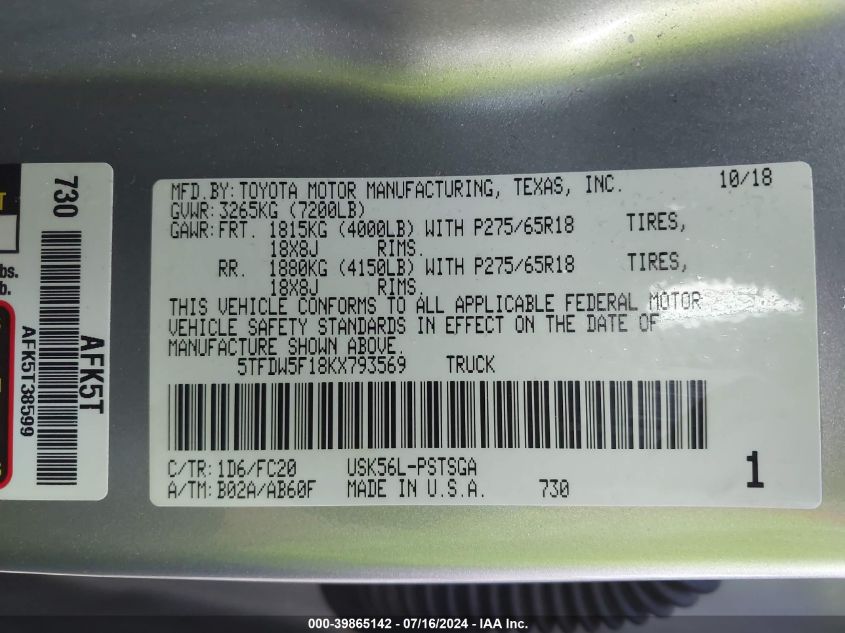 MFD.BY: TOYOTA MOTOR MANUFACTURING, TEXAS, INC. 10/18
GVWR: 3265KG (7200LB)
GAWR: FRT. 1815KG (4000LB) WITH P275/65R18 TIRES,
18X8J RIMS.
RR. 1880KG (4150LB) WITH P275/65R18 TIRES,
18X8J RIMS.
THIS VEHICLE CONFORMS TO ALL APPLICABLE FEDERAL MOTOR
VEHICLE SAFETY STANDARDS IN EFFECT ON THE DATE OF
MANUFACTURE SHOWN ABOVE.
5TFDW5F18KX793569 TRUCK
C/TR: 1D6/FC20 USK56L-PSTSGA
A/TM: B02A/AB60F MADE IN U.S.A. 730
1
730
AFK5T
AFK5T38599
bs.
b.
000-39865142 / 07/16/2024 - IAA Inc.